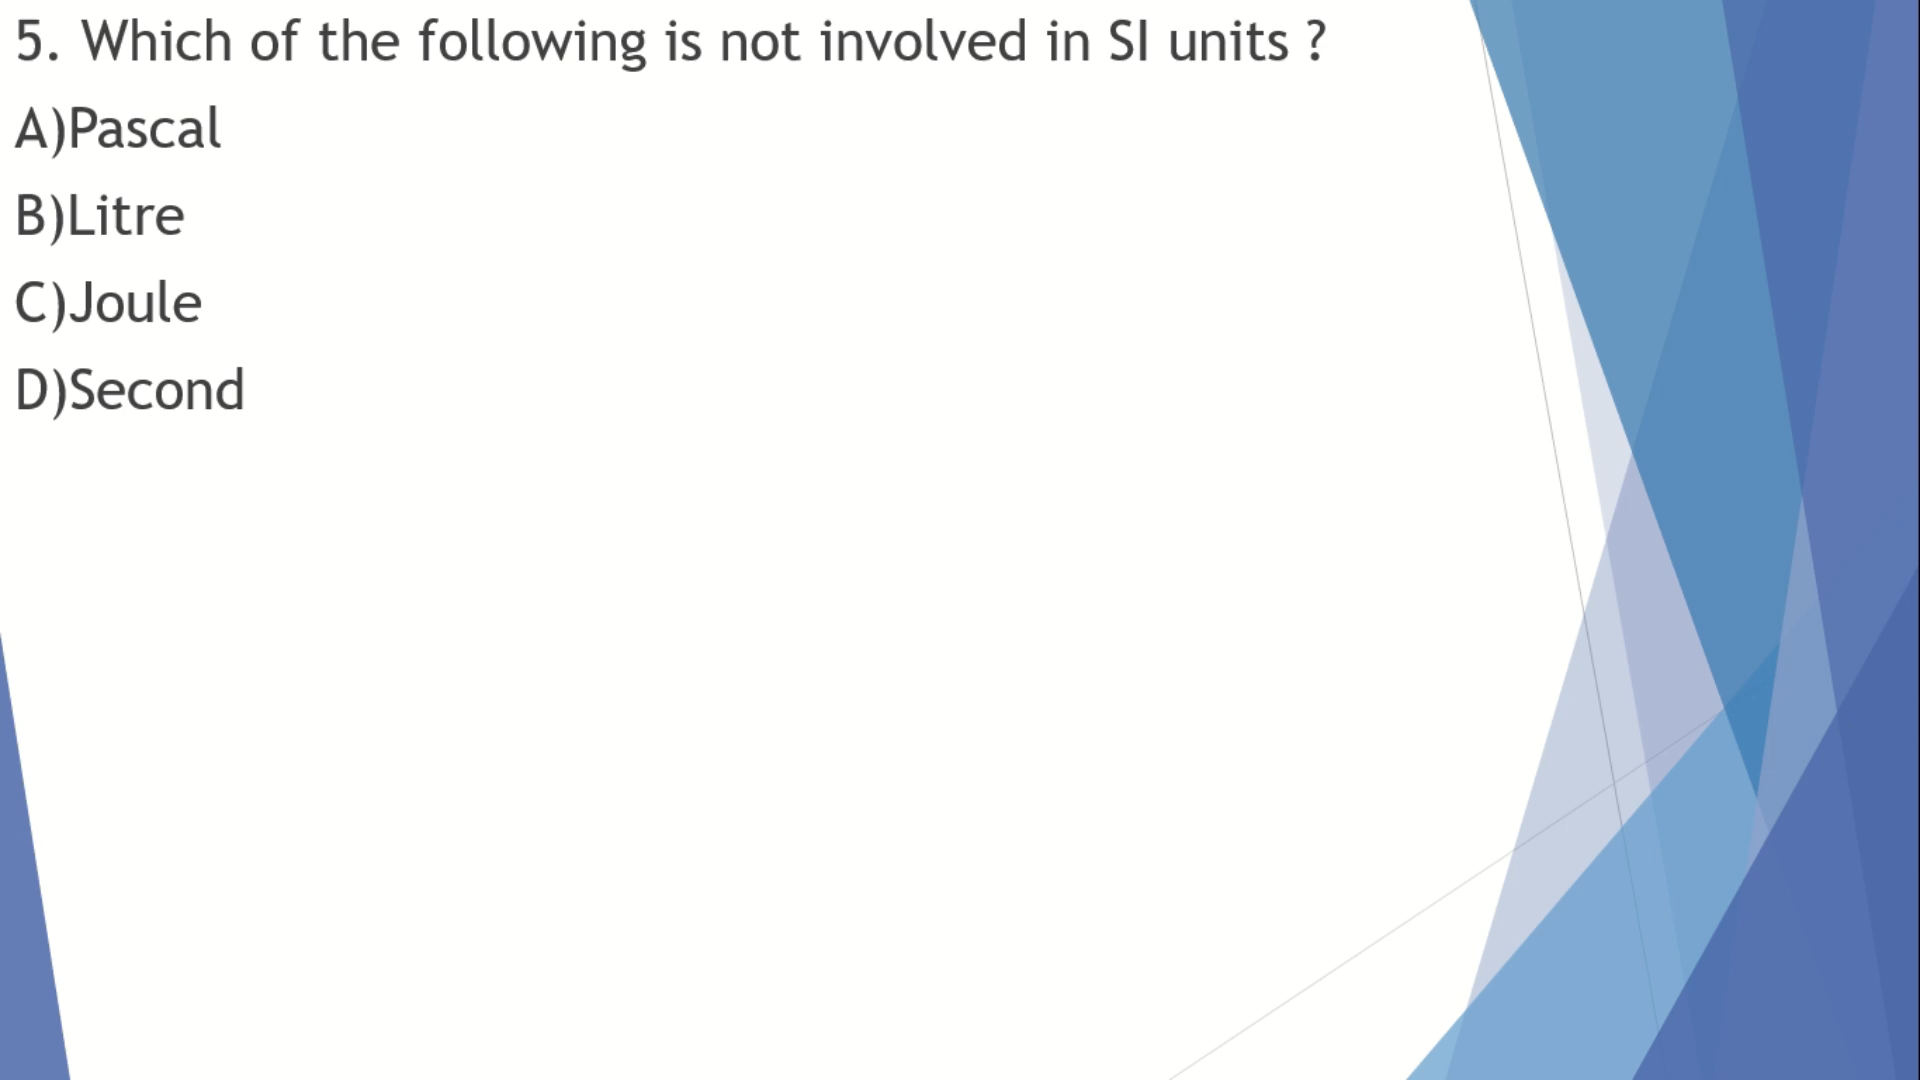 5. Which of the following is not involved in SI units ?
A)Pascal
B)Litre
C)Joule
D)Second